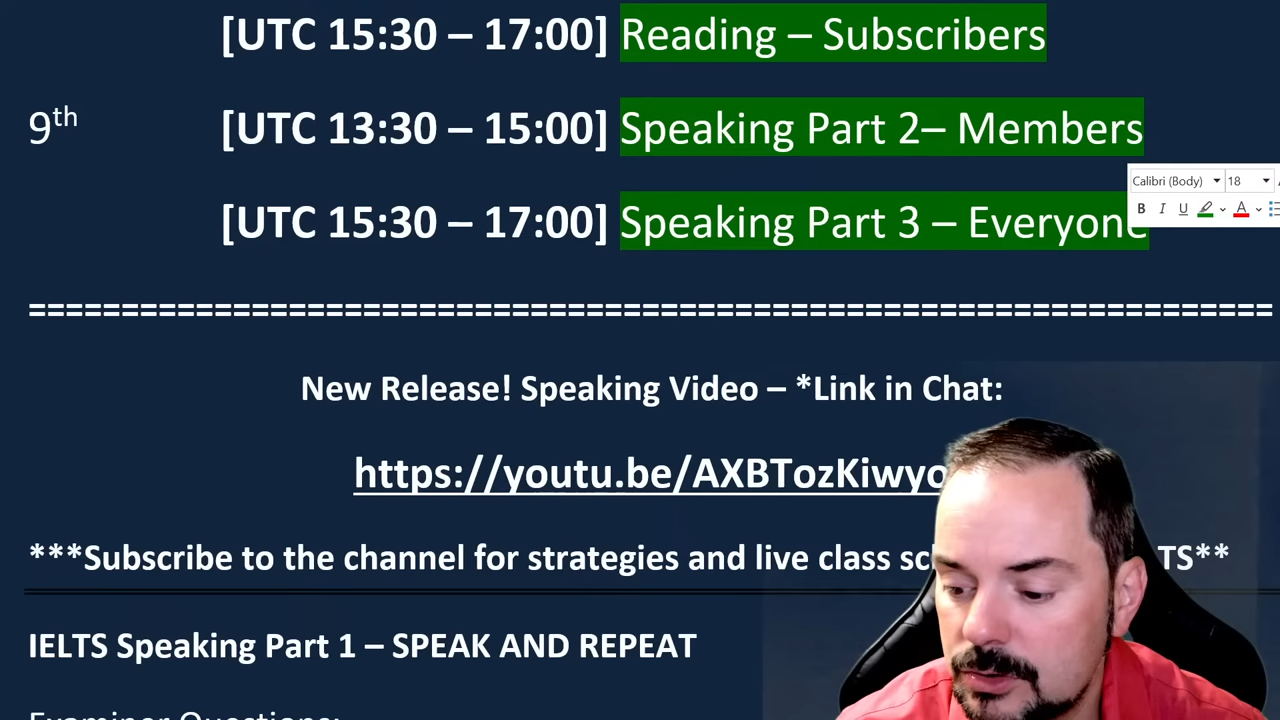 [UTC 15:30 – 17:00] Reading – Subscribers
9th [UTC 13:30 – 15:00] Speaking Part 2– Members
Calibri (Body) 18
B I U A
[UTC 15:30 – 17:00] Speaking Part 3 – Everyone
==================================================================
New Release! Speaking Video – *Link in Chat:
https://youtu.be/AXBTozKiwyo
***Subscribe to the channel for strategies and live class sc TS**
IELTS Speaking Part 1 – SPEAK AND REPEAT
Examiner Questions: